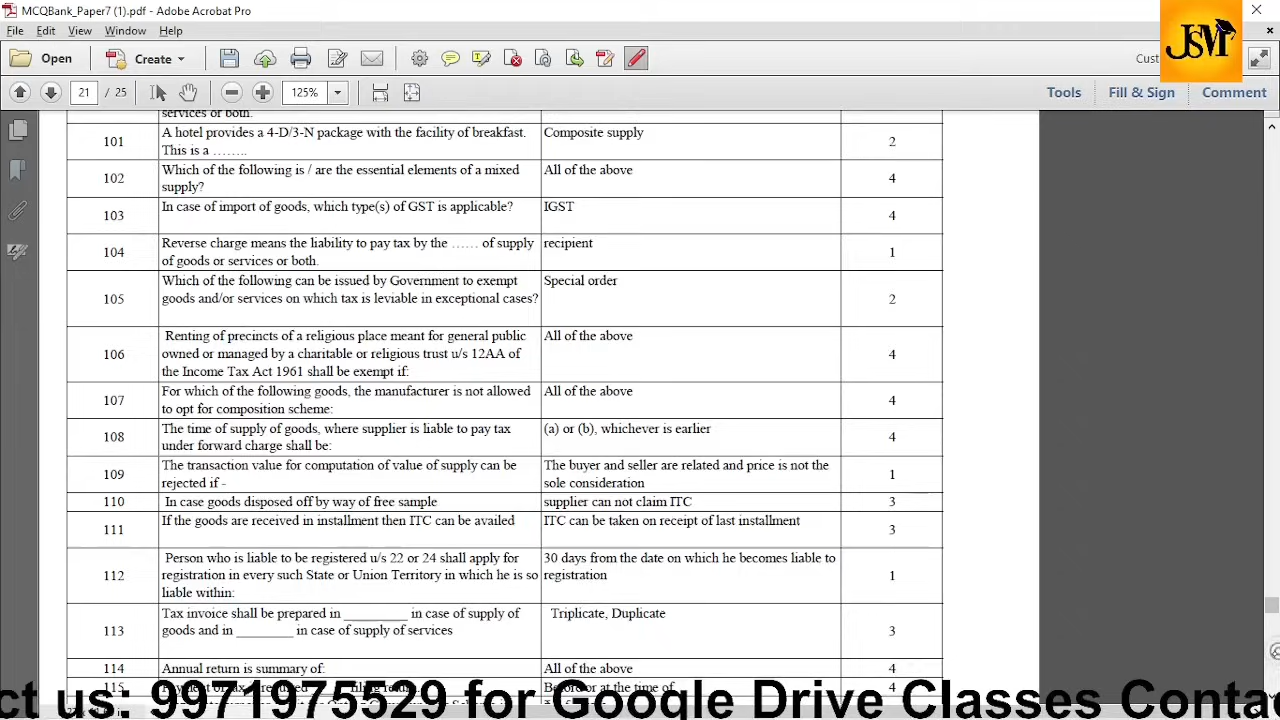 MCQBank_Paper7 (1).pdf - Adobe Acrobat Pro
File Edit View Window Help
JSM
Open Create Cust
21 / 25 125% Tools Fill & Sign Comment
services or both.
101 A hotel provides a 4-D/3-N package with the facility of breakfast. Composite supply 2
This is a ........
102 Which of the following is / are the essential elements of a mixed All of the above 4
supply?
103 In case of import of goods, which type(s) of GST is applicable? IGST 4
104 Reverse charge means the liability to pay tax by the ...... of supply recipient 1
of goods or services or both.
105 Which of the following can be issued by Government to exempt Special order 2
goods and/or services on which tax is leviable in exceptional cases?
106 Renting of precincts of a religious place meant for general public All of the above 4
owned or managed by a charitable or religious trust u/s 12AA of
the Income Tax Act 1961 shall be exempt if:
107 For which of the following goods, the manufacturer is not allowed All of the above 4
to opt for composition scheme:
108 The time of supply of goods, where supplier is liable to pay tax (a) or (b), whichever is earlier 4
under forward charge shall be:
109 The transaction value for computation of value of supply can be The buyer and seller are related and price is not the 1
rejected if - sole consideration
110 In case goods disposed off by way of free sample supplier can not claim ITC 3
111 If the goods are received in installment then ITC can be availed ITC can be taken on receipt of last installment 3
112 Person who is liable to be registered u/s 22 or 24 shall apply for 30 days from the date on which he becomes liable to 1
registration in every such State or Union Territory in which he is so registration
liable within:
113 Tax invoice shall be prepared in _________ in case of supply of Triplicate, Duplicate 3
goods and in ________ in case of supply of services
114 Annual return is summary of: All of the above 4
115 Before or at the time of 4
ct us: 9971975529 for Google Drive Classes Conta